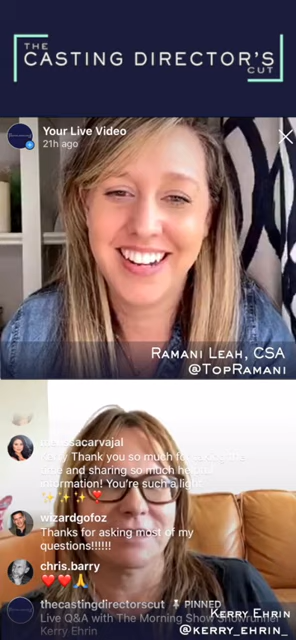 THE
CASTING DIRECTOR'S
CUT
Your Live Video
21h ago
RAMANI LEAH, CSA
@TOPRAMANI
Thank you so much for
time and sharing so much helpful
information! You're such a light
✨✨✨❤️
wizardgofoz
Thanks for asking most of my
questions!!!!!!
chris.barry
❤️❤️🙏
thecastingdirectorscut PINNED
KERRY EHRIN
Live Q&A with The Morning Show Showrunner
Kerry Ehrin
@KERRY_EHRIN_